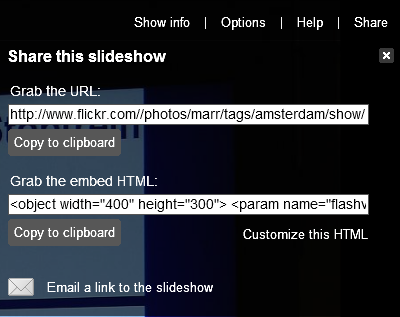 Show info | Options | Help | Share
Share this slideshow
Grab the URL:
http://www.flickr.com//photos/marr/tags/amsterdam/show/
Copy to clipboard
Grab the embed HTML:
<object width="400" height="300"> <param name="flashv
Copy to clipboard
Customize this HTML
Email a link to the slideshow